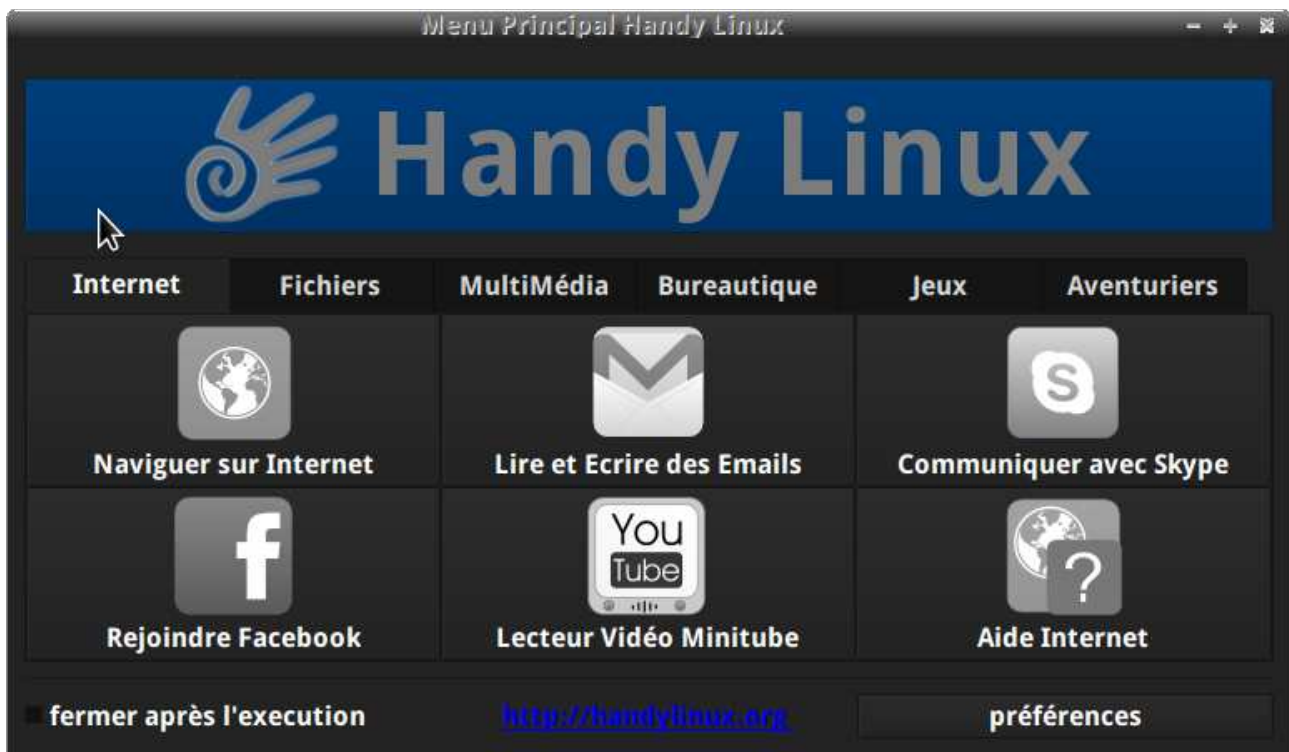 Menu Principal Handy Linux
Handy Linux
Internet Fichiers MultiMédia Bureautique Jeux Aventuriers
Naviguer sur Internet Lire et Ecrire des Emails Communiquer avec Skype
S
f You Tube ?
Rejoindre Facebook Lecteur Vidéo Minitube Aide Internet
fermer après l'execution http://handylinux.org préférences